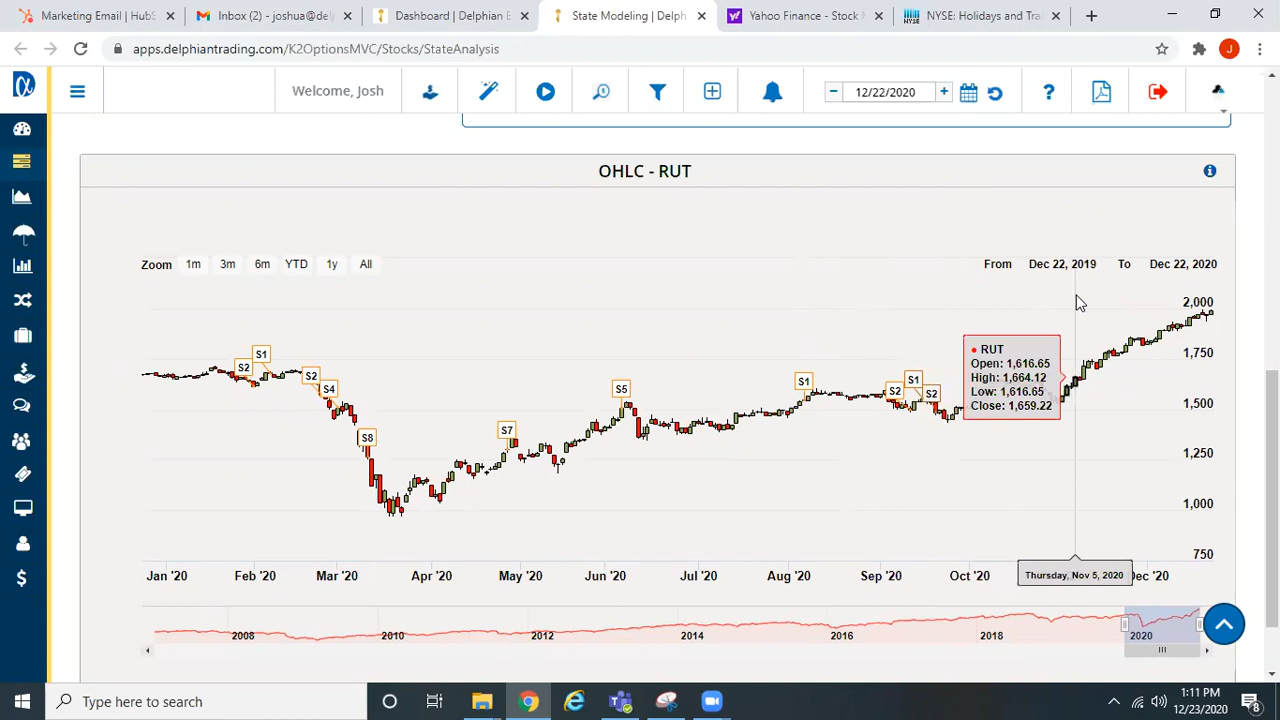 Marketing Email | HubS
Inbox (2) - joshua@del
Dashboard | Delphian E
State Modeling | Delph
Yahoo Finance - Stock M
NYSE: Holidays and Tra
apps.delphiantrading.com/K2OptionsMVC/Stocks/StateAnalysis
J
Welcome, Josh
12/22/2020
OHLC - RUT
Zoom 1m 3m 6m YTD 1y All
From Dec 22, 2019 To Dec 22, 2020
2,000
1,750
1,500
1,250
1,000
750
S2
S1
S2
S4
S8
S7
S5
S1
S2
S1
S2
RUT
Open: 1,616.65
High: 1,664.12
Low: 1,616.65
Close: 1,659.22
Jan '20 Feb '20 Mar '20 Apr '20 May '20 Jun '20 Jul '20 Aug '20 Sep '20 Oct '20 Dec '20
Thursday, Nov 5, 2020
2008 2010 2012 2014 2016 2018 2020
Type here to search
1:11 PM
12/23/2020
8